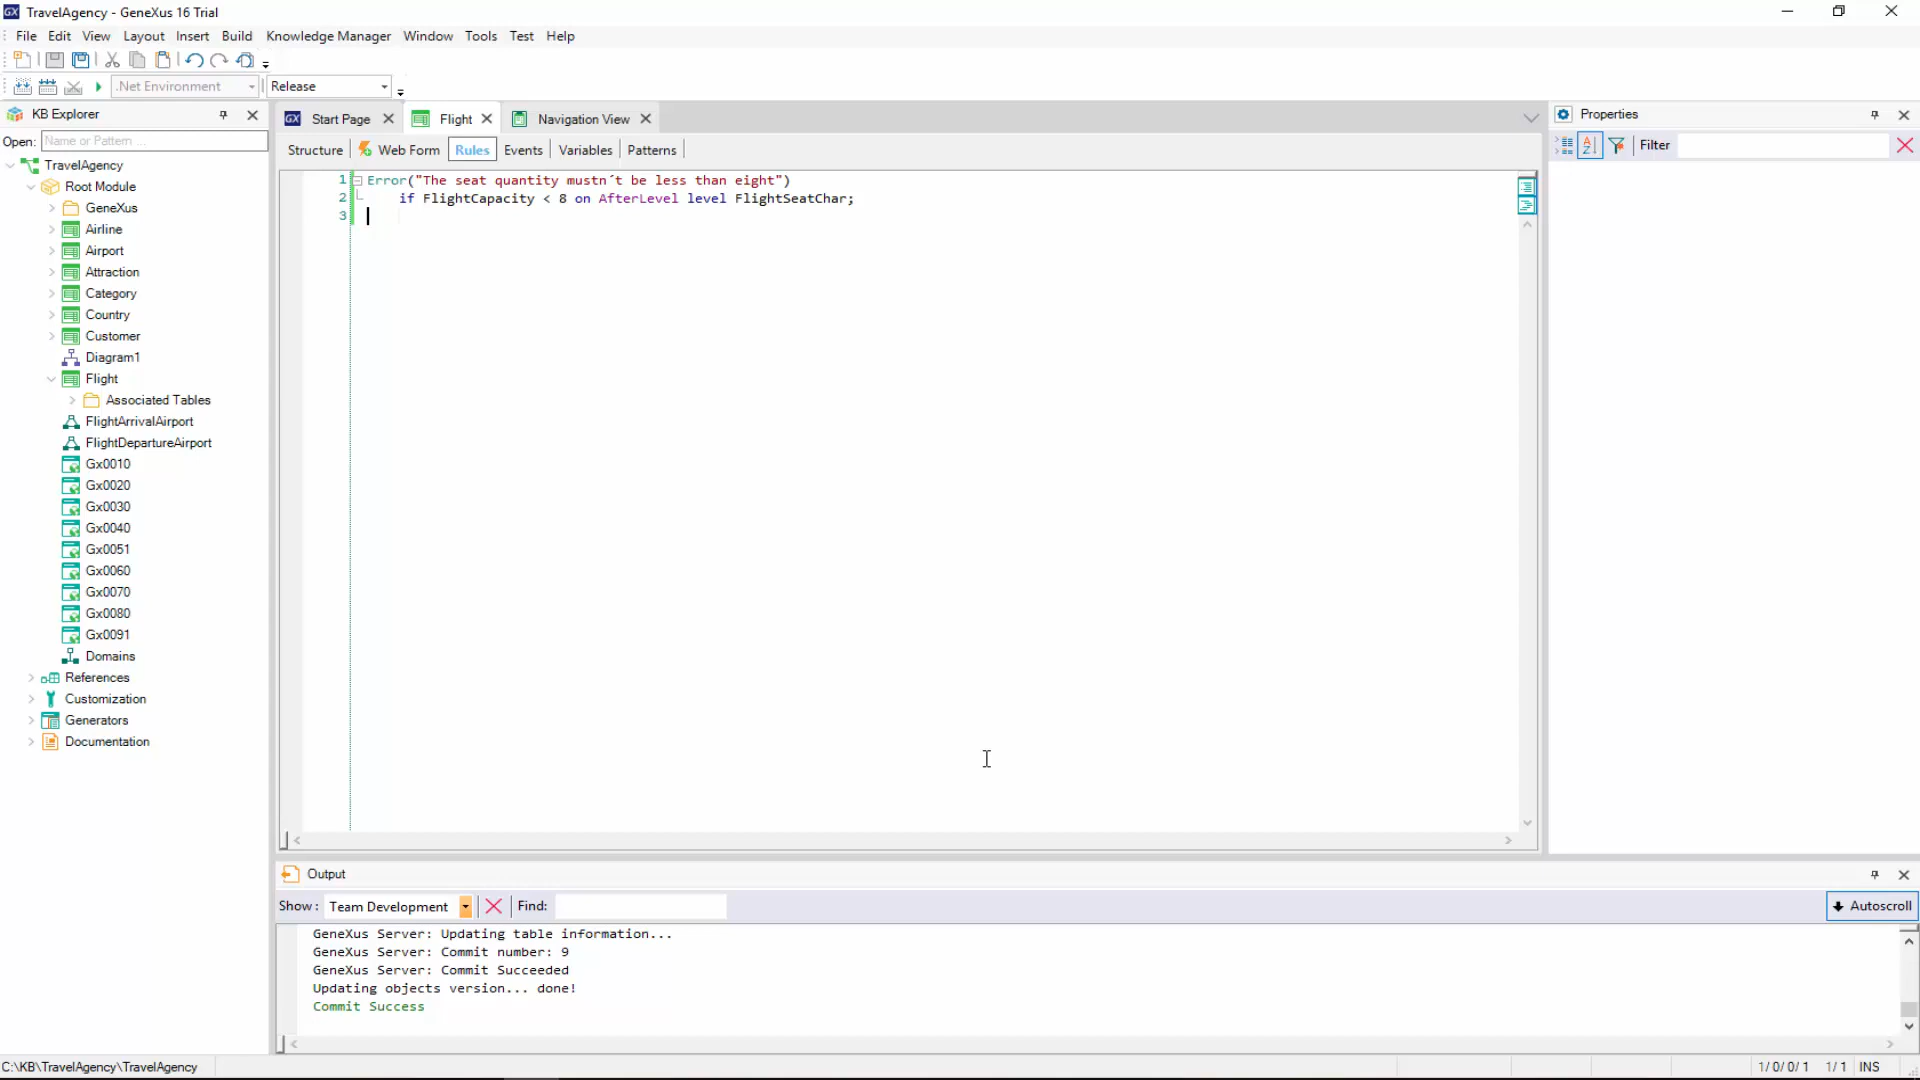 TravelAgency - GeneXus 16 Trial
File Edit View Layout Insert Build Knowledge Manager Window Tools Test Help
.Net Environment Release
KB Explorer
Open: Name or Pattern ...
TravelAgency
Root Module
GeneXus
Airline
Airport
Attraction
Category
Country
Customer
Diagram1
Flight
Associated Tables
FlightArrivalAirport
FlightDepartureAirport
Gx0010
Gx0020
Gx0030
Gx0040
Gx0051
Gx0060
Gx0070
Gx0080
Gx0091
Domains
References
Customization
Generators
Documentation
Start Page Flight Navigation View
Structure Web Form Rules Events Variables Patterns
1 Error("The seat quantity mustn´t be less than eight")
2 if FlightCapacity < 8 on AfterLevel level FlightSeatChar;
3
Properties
Filter
Output
Show: Team Development Find: Autoscroll
GeneXus Server: Updating table information...
GeneXus Server: Commit number: 9
GeneXus Server: Commit Succeeded
Updating objects version... done!
Commit Success
C:\KB\TravelAgency\TravelAgency 1/0/0/1 1/1 INS